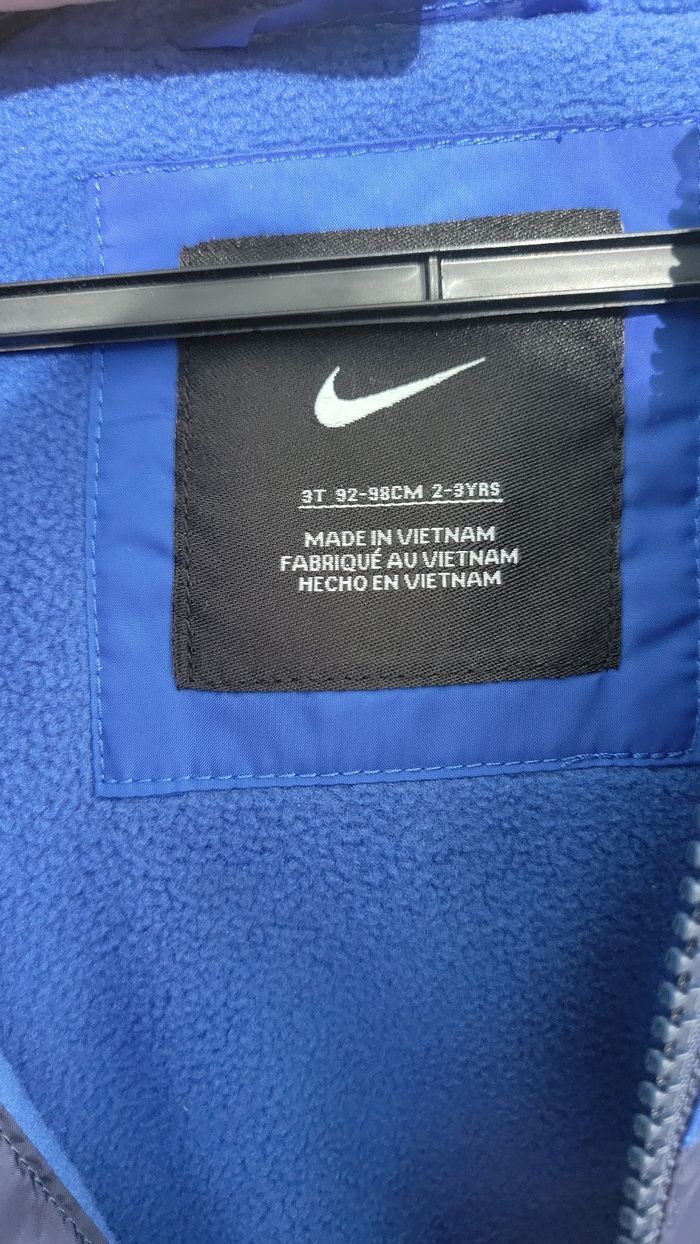 3T 92-98CM 2-3YRS
MADE IN VIETNAM
FABRIQUÉ AU VIETNAM
HECHO EN VIETNAM